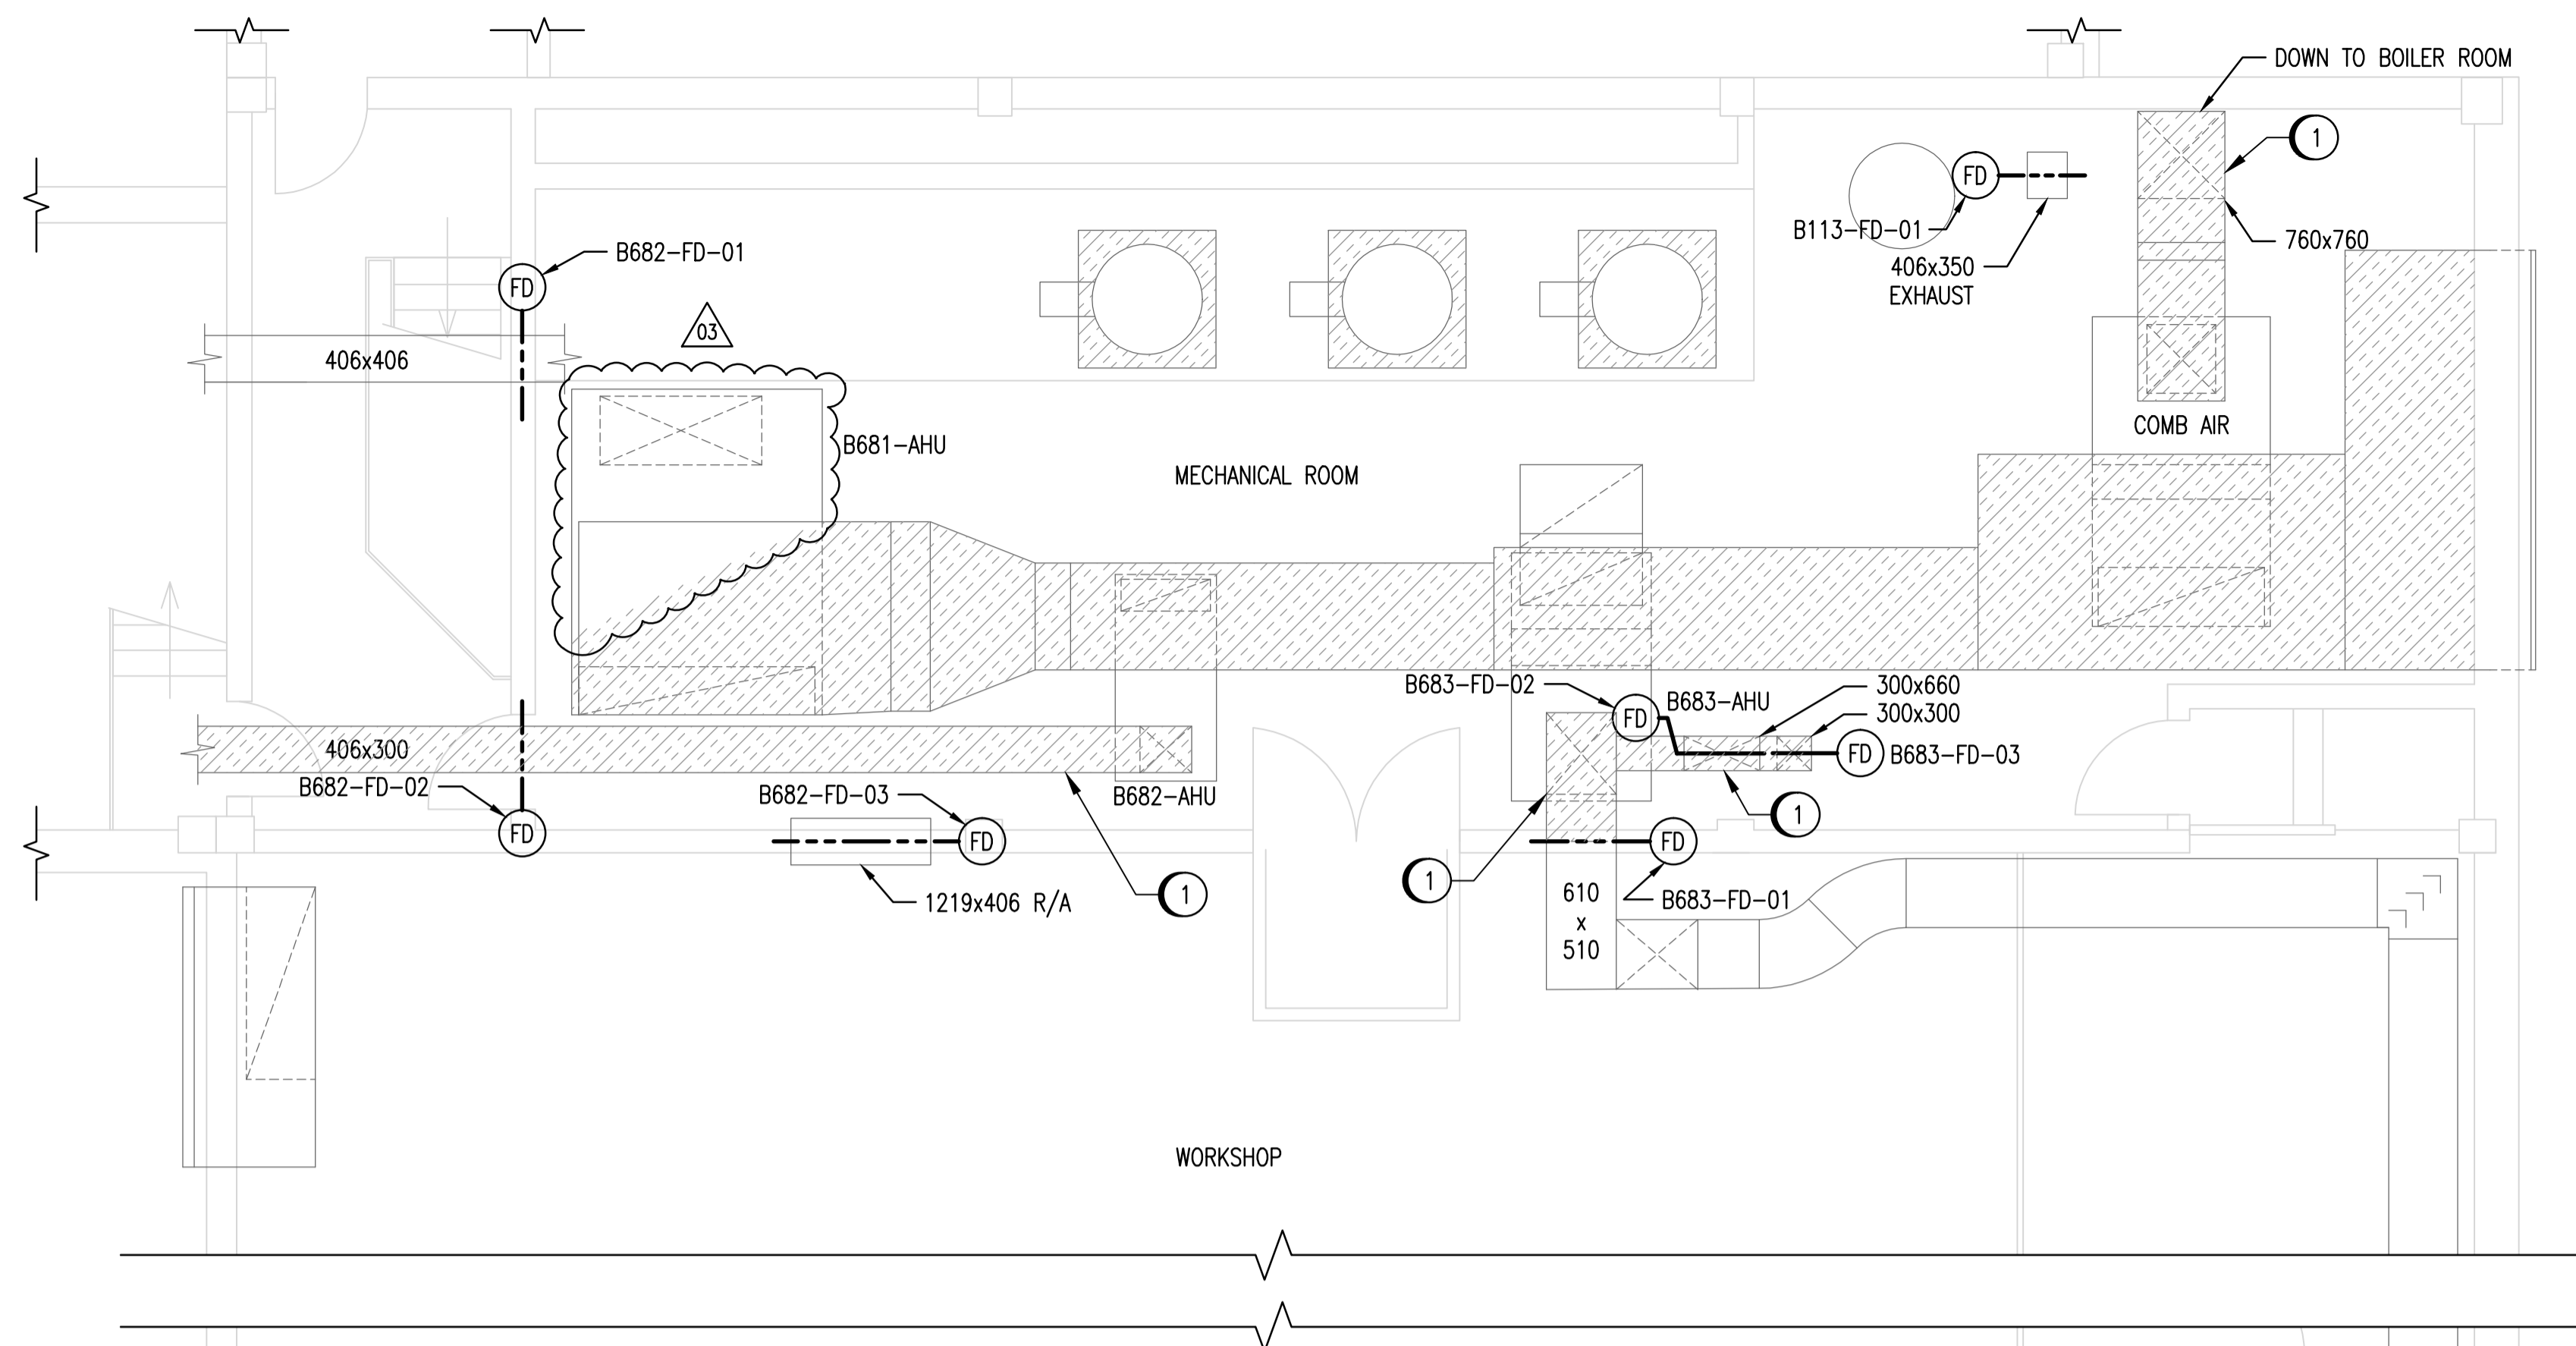 DOWN TO BOILER ROOM
1
FD
B113-FD-01
760x760
406x350
EXHAUST
B682-FD-01
FD
03
406x406
COMB AIR
B681-AHU
MECHANICAL ROOM
B683-FD-02
FD
B683-AHU
300x660
300x300
FD
B683-FD-03
406x300
B682-FD-02
FD
B682-FD-03
FD
B682-AHU
1
FD
1
1
1219x406 R/A
B683-FD-01
610
x
510
WORKSHOP